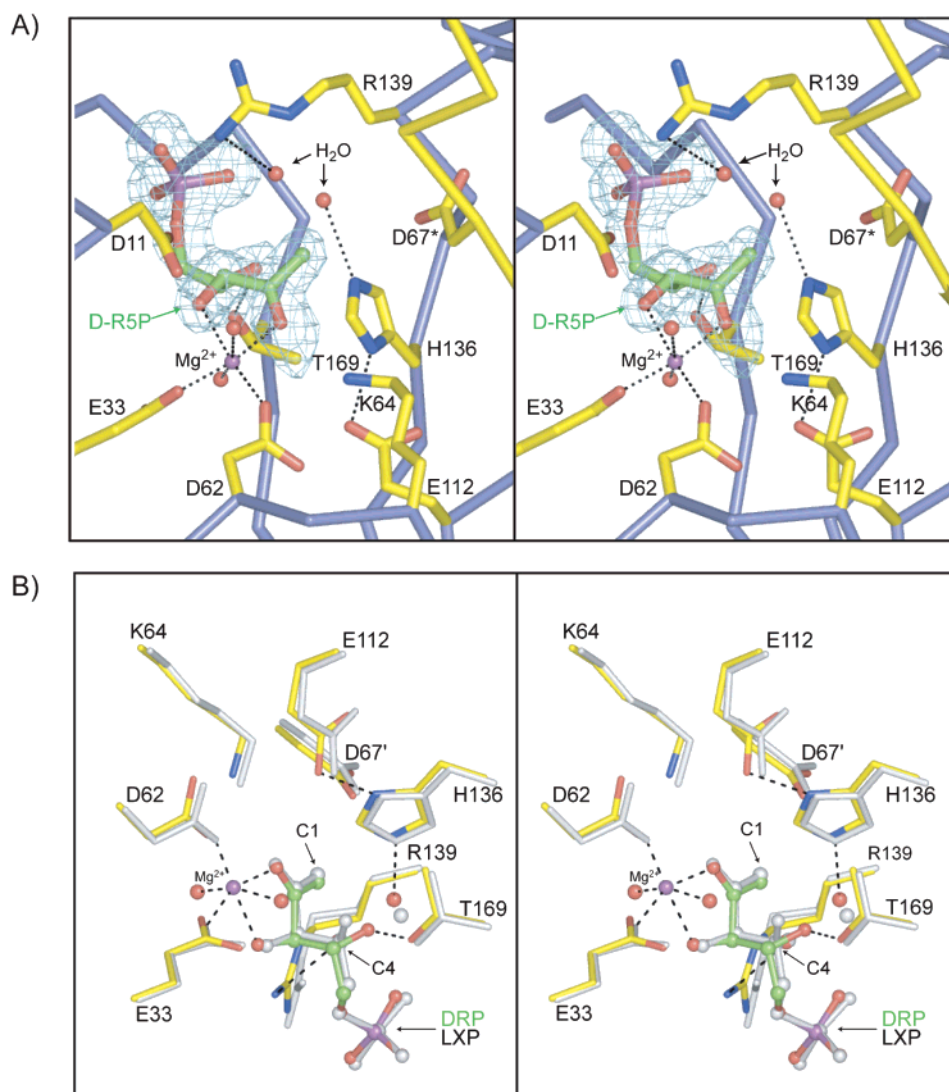 A)
R139
H₂O
D11
D67*
D-R5P
Mg²⁺
T169
H136
E33
K64
D62
E112
R139
H₂O
D11
D67*
D-R5P
Mg²⁺
T169
H136
E33
K64
D62
E112
B)
K64
E112
D67'
D62
H136
C1
Mg²⁺
R139
T169
E33
C4
DRP
LXP
K64
E112
D67'
D62
H136
C1
Mg²⁺
R139
T169
E33
C4
DRP
LXP